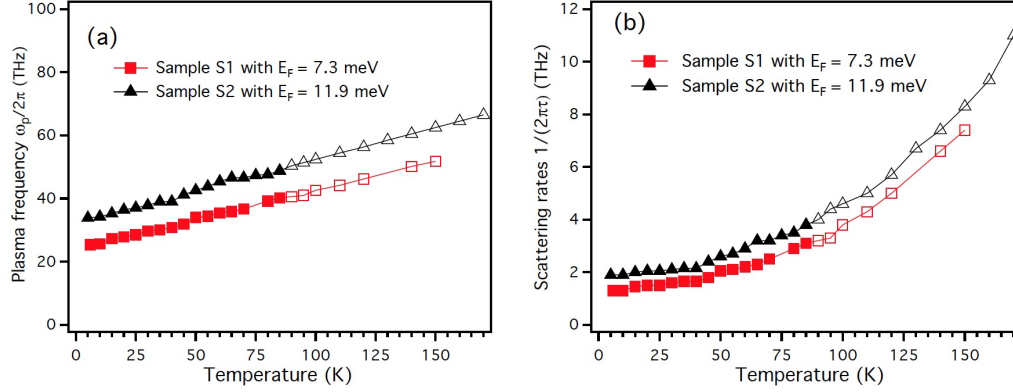 (a)
Sample S1 with E_F = 7.3 meV
Sample S2 with E_F = 11.9 meV
Plasma frequency ω_p/2π (THz)
100
80
60
40
20
0
0 25 50 75 100 125 150
Temperature (K)
(b)
Sample S1 with E_F = 7.3 meV
Sample S2 with E_F = 11.9 meV
Scattering rates 1/(2πτ) (THz)
12
10
8
6
4
2
0
0 25 50 75 100 125 150
Temperature (K)